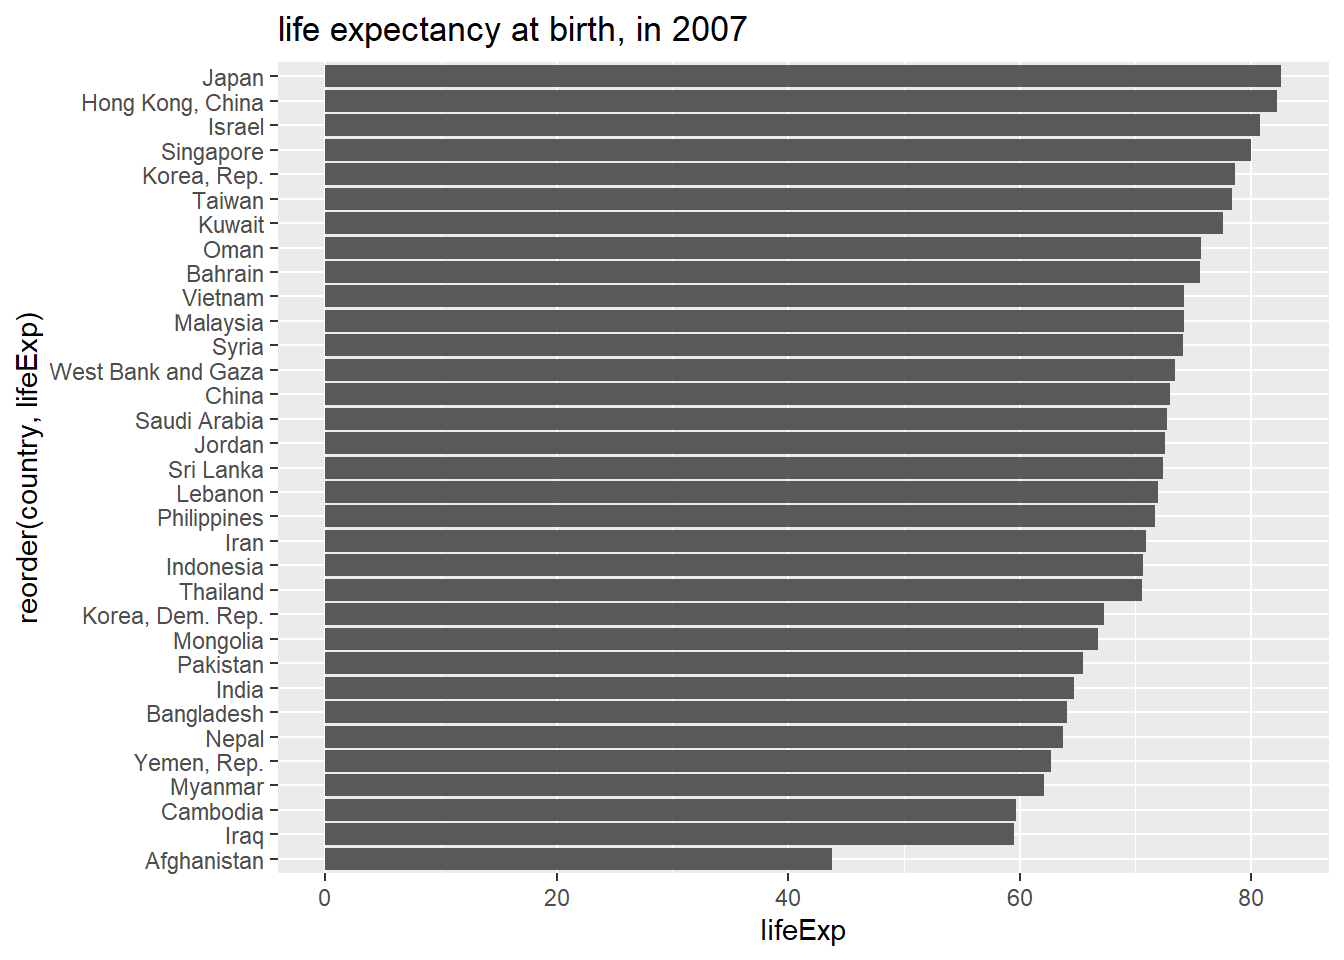 life expectancy at birth, in 2007
reorder(country, lifeExp)
Japan
Hong Kong, China
Israel
Singapore
Korea, Rep.
Taiwan
Kuwait
Oman
Bahrain
Vietnam
Malaysia
Syria
West Bank and Gaza
China
Saudi Arabia
Jordan
Sri Lanka
Lebanon
Philippines
Iran
Indonesia
Thailand
Korea, Dem. Rep.
Mongolia
Pakistan
India
Bangladesh
Nepal
Yemen, Rep.
Myanmar
Cambodia
Iraq
Afghanistan
0 20 40 60 80
lifeExp